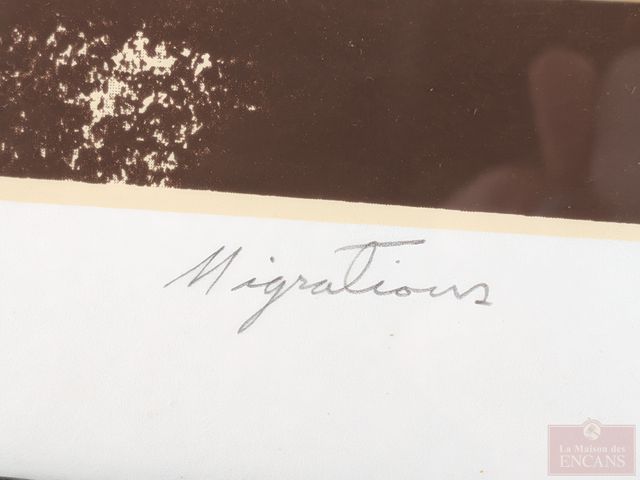 Migrations
La Maison des
ENCANS